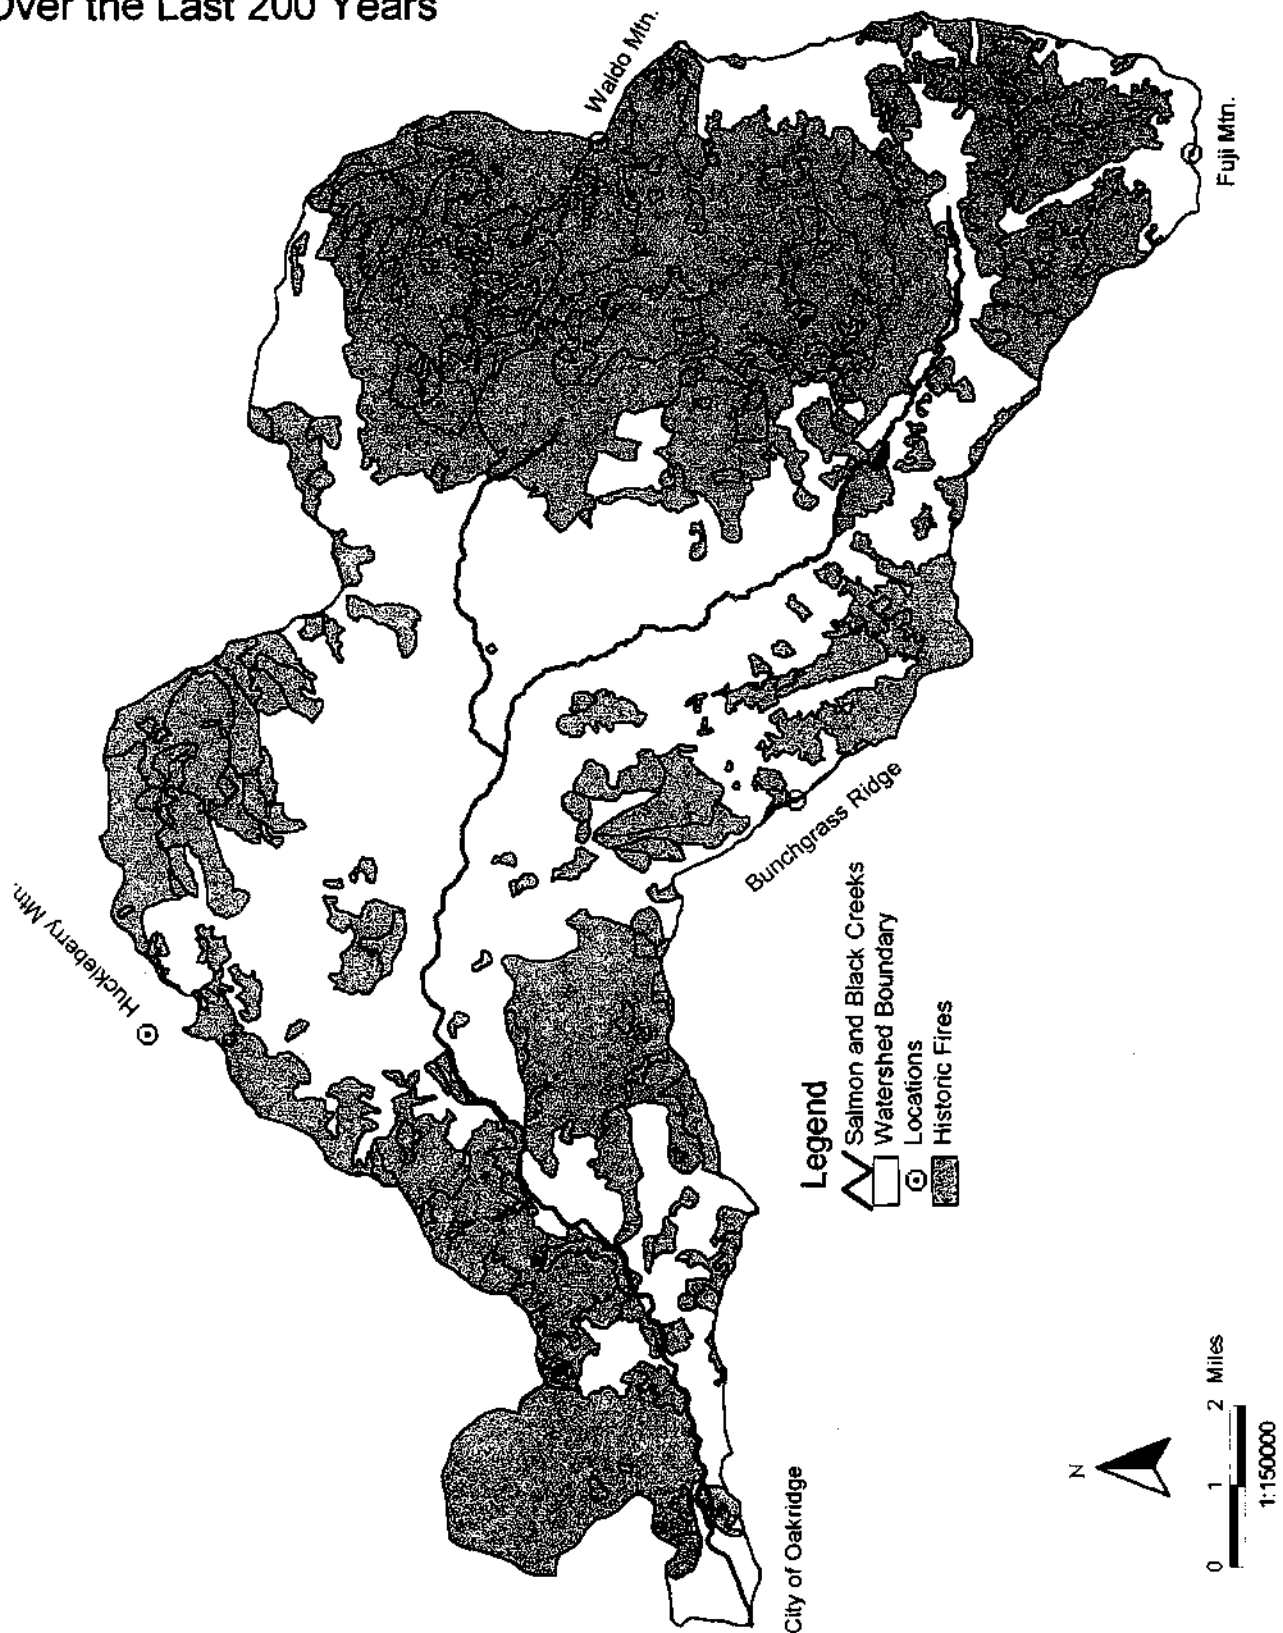 Over the Last 200 Years
Waldo Mtn.
Fuji Mtn.
Huckleberry Mtn.
Bunchgrass Ridge
Legend
Salmon and Black Creeks
Watershed Boundary
Locations
Historic Fires
City of Oakridge
N
0 1 2 Miles
1:150000